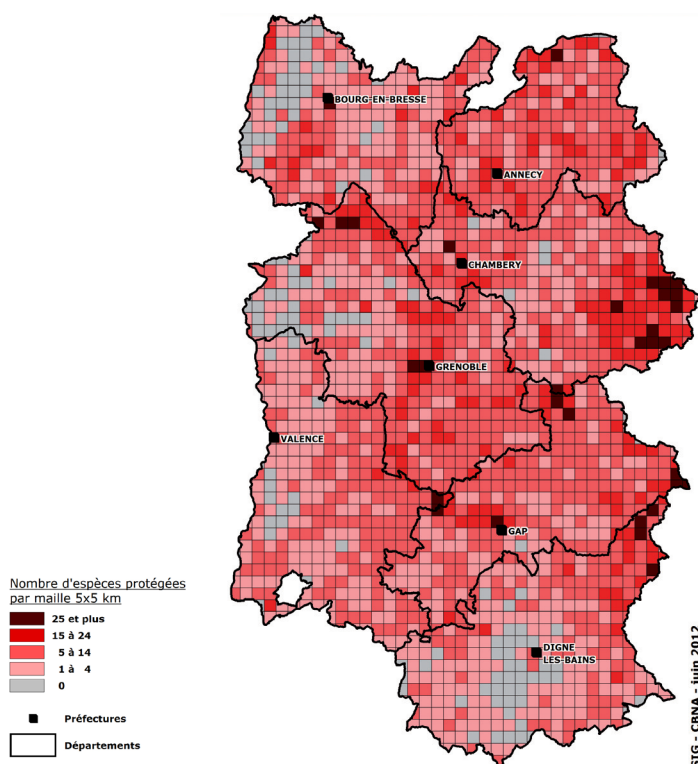 BOURG-EN-BRESSE
ANNECY
CHAMBERY
GRENOBLE
VALENCE
GAP
DIGNE
LES-BAINS
Nombre d'espèces protégées
par maille 5x5 km
25 et plus
15 à 24
5 à 14
1 à 4
0
Préfectures
Départements
SIG - CBNA - juin 2012